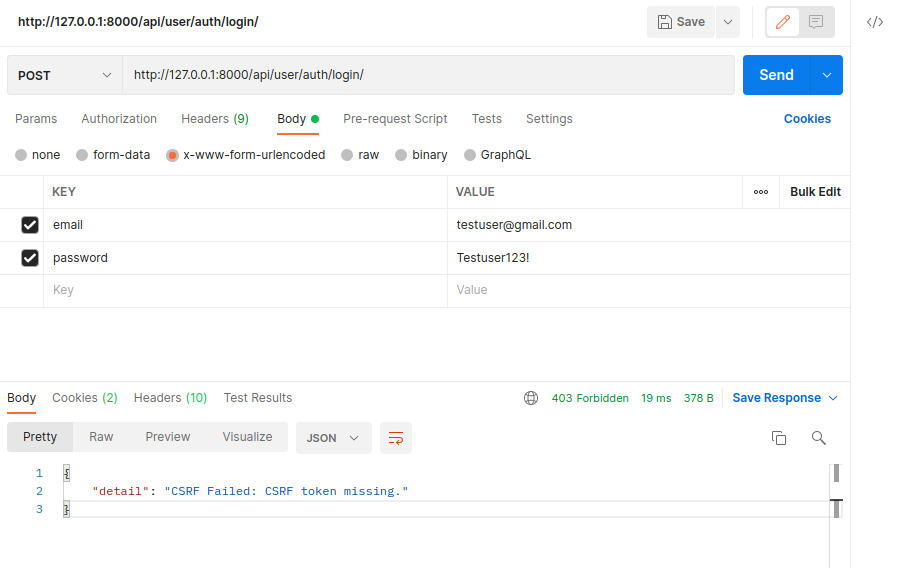 http://127.0.0.1:8000/api/user/auth/login/
Save
</>
POST http://127.0.0.1:8000/api/user/auth/login/ Send
Params Authorization Headers (9) Body Pre-request Script Tests Settings Cookies
none form-data x-www-form-urlencoded raw binary GraphQL
KEY VALUE ooo Bulk Edit
email testuser@gmail.com
password Testuser123!
Key Value
Body Cookies (2) Headers (10) Test Results 403 Forbidden 19 ms 378 B Save Response
Pretty Raw Preview Visualize JSON
1 {
2 "detail": "CSRF Failed: CSRF token missing."
3 }